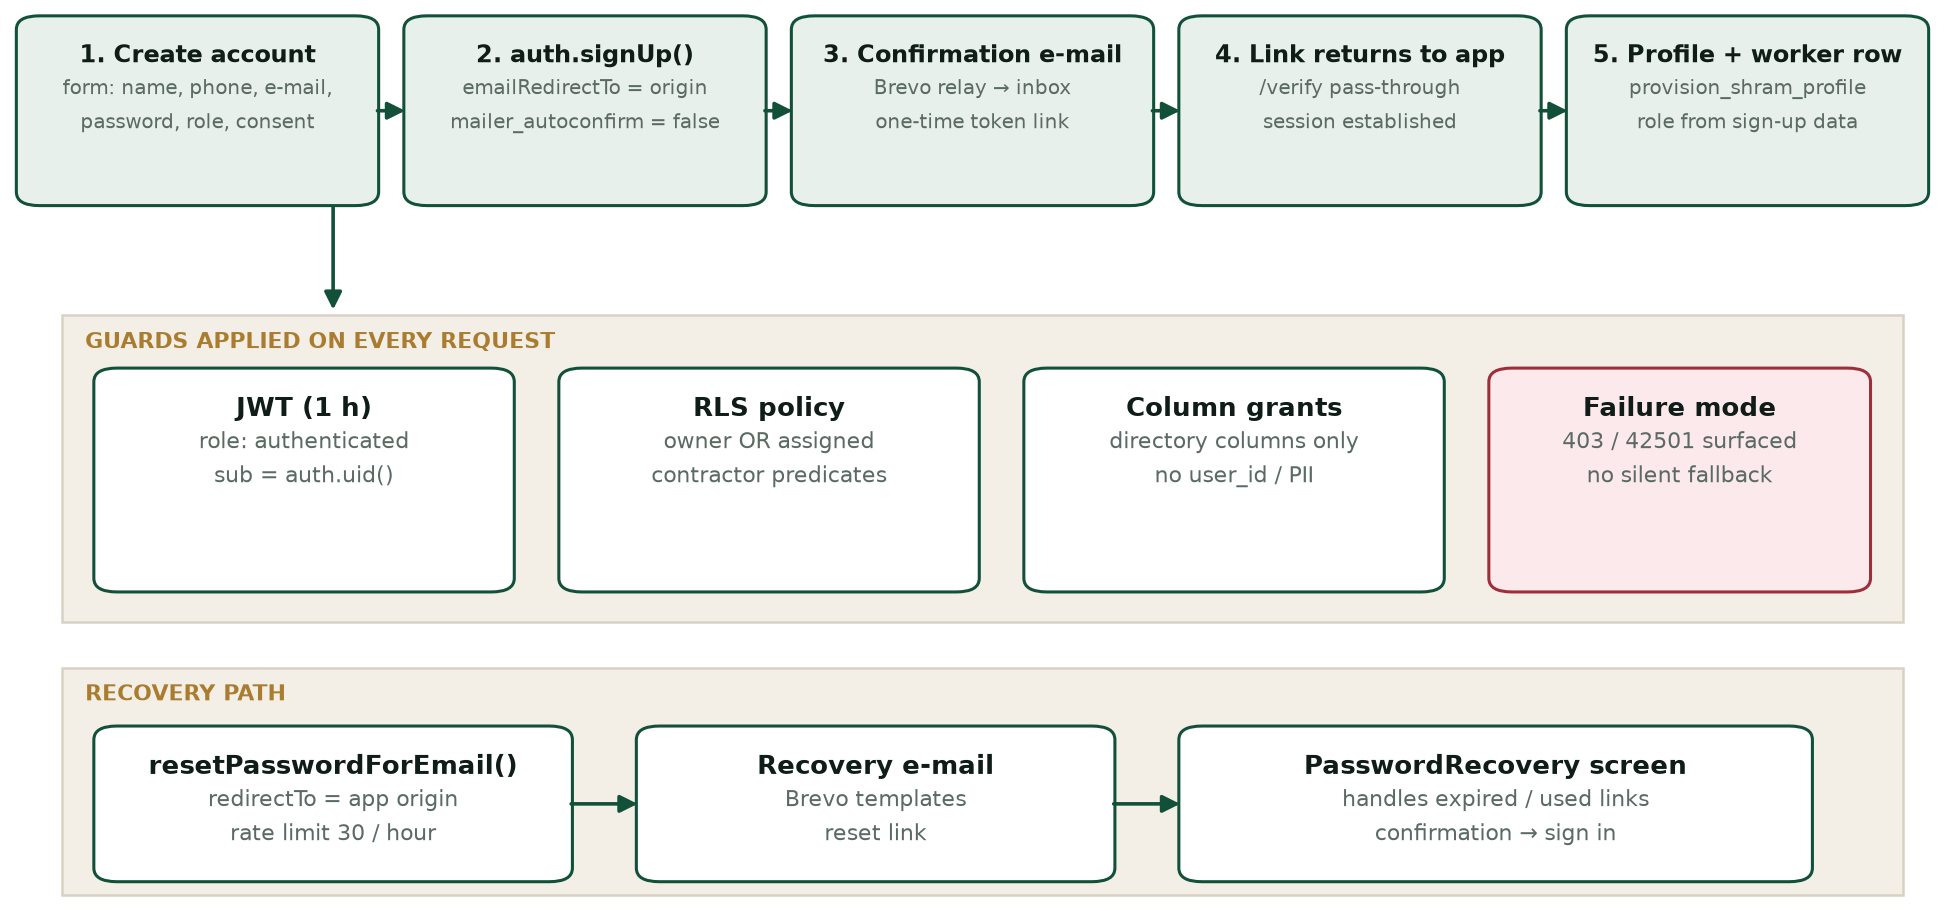 1. Create account
form: name, phone, e-mail,
password, role, consent
2. auth.signUp()
emailRedirectTo = origin
mailer_autoconfirm = false
3. Confirmation e-mail
Brevo relay → inbox
one-time token link
4. Link returns to app
/verify pass-through
session established
5. Profile + worker row
provision_shram_profile
role from sign-up data
GUARDS APPLIED ON EVERY REQUEST
JWT (1 h)
role: authenticated
sub = auth.uid()
RLS policy
owner OR assigned
contractor predicates
Column grants
directory columns only
no user_id / PII
Failure mode
403 / 42501 surfaced
no silent fallback
RECOVERY PATH
resetPasswordForEmail()
redirectTo = app origin
rate limit 30 / hour
Recovery e-mail
Brevo templates
reset link
PasswordRecovery screen
handles expired / used links
confirmation → sign in